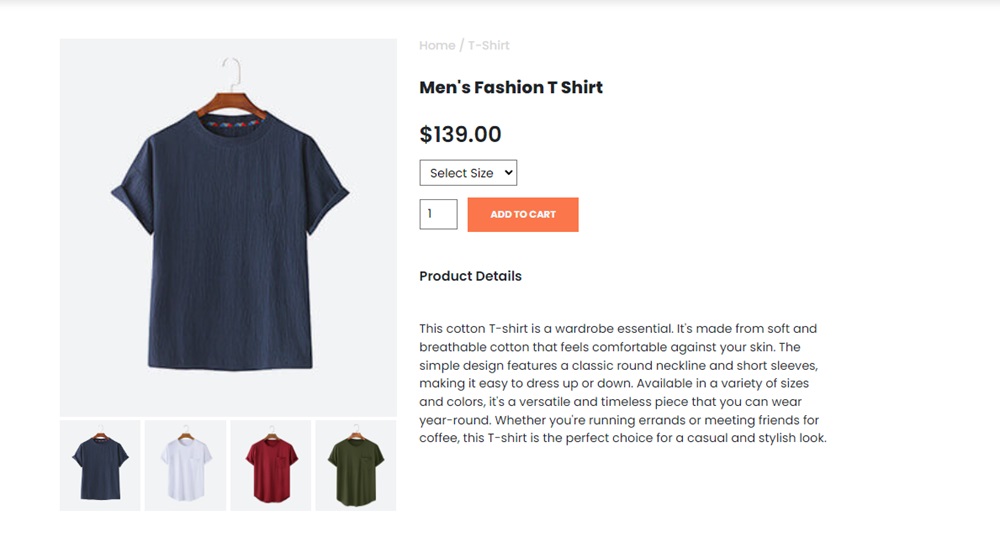 Home / T-Shirt
Men's Fashion T Shirt
$139.00
Select Size
1
ADD TO CART
Product Details
This cotton T-shirt is a wardrobe essential. It's made from soft and
breathable cotton that feels comfortable against your skin. The
simple design features a classic round neckline and short sleeves,
making it easy to dress up or down. Available in a variety of sizes
and colors, it's a versatile and timeless piece that you can wear
year-round. Whether you're running errands or meeting friends for
coffee, this T-shirt is the perfect choice for a casual and stylish look.